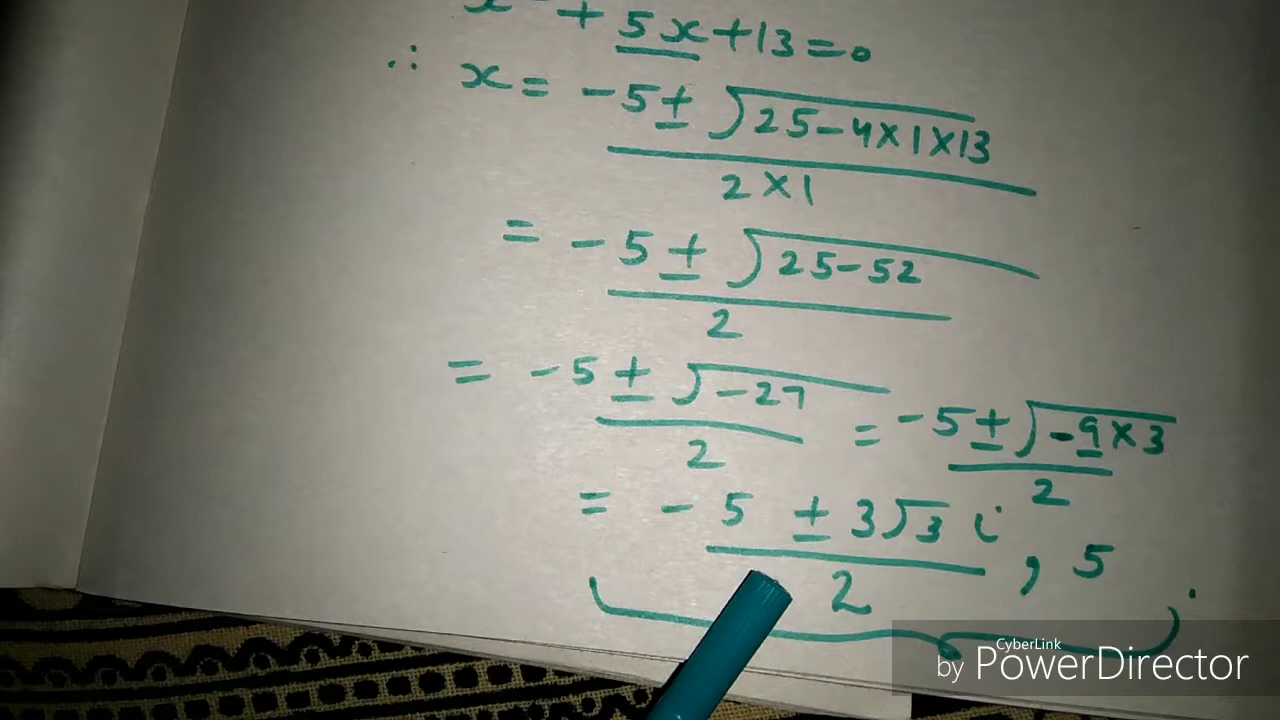 x + 5x+13=0
∴ x = -5 ± √25-4×1×13
2×1
= -5 ± √25-52
2
= -5 ± √-27
2
= -5 ± √-9×3
2
= -5 ± 3√3 i , 5 .
2
CyberLink
by PowerDirector